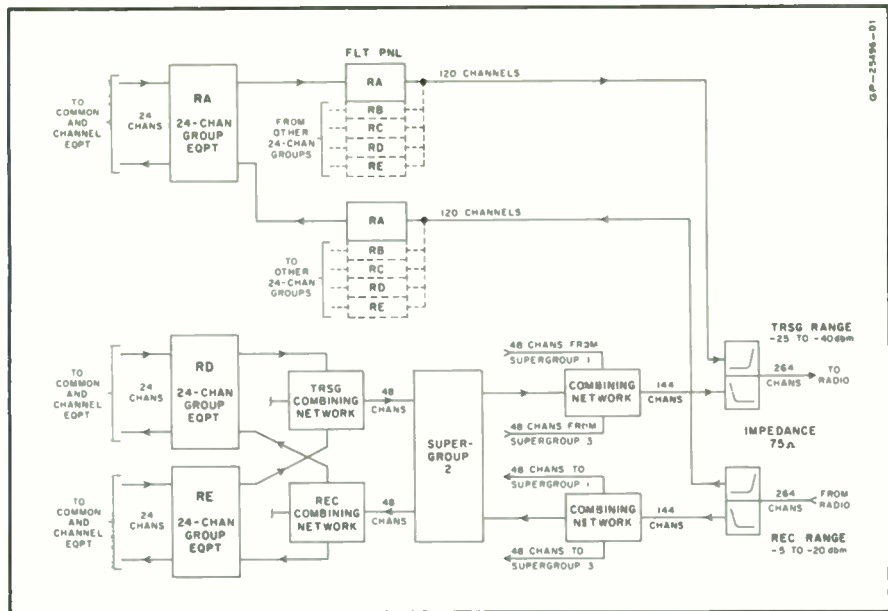 GP-25496-01
FLT PNL
120 CHANNELS
TO
COMMON
AND
CHANNEL
EQPT
24
CHANS
RA
24-CHAN
GROUP
EQPT
RA
RB
RC
RD
RE
FROM
OTHER
24-CHAN
GROUPS
120 CHANNELS
RA
RB
RC
RD
RE
TO
OTHER
24-CHAN
GROUPS
TO
COMMON
AND
CHANNEL
EQPT
24
CHANS
RD
24-CHAN
GROUP
EQPT
TRSG
COMBINING
NETWORK
48
CHANS
TO
COMMON
AND
CHANNEL
EQPT
24
CHANS
RE
24-CHAN
GROUP
EQPT
REC
COMBINING
NETWORK
48
CHANS
SUPER-
GROUP
2
48 CHANS FROM
SUPERGROUP 1
COMBINING
NETWORK
144
CHANS
48 CHANS FROM
SUPERGROUP 3
48 CHANS TO
SUPERGROUP 1
COMBINING
NETWORK
144
CHANS
48 CHANS TO
SUPERGROUP 3
TRSG RANGE
-25 TO -40 dbm
264
CHANS
TO
RADIO
IMPEDANCE
75Ω
264
CHANS
FROM
RADIO
REC RANGE
-5 TO -20 dbm